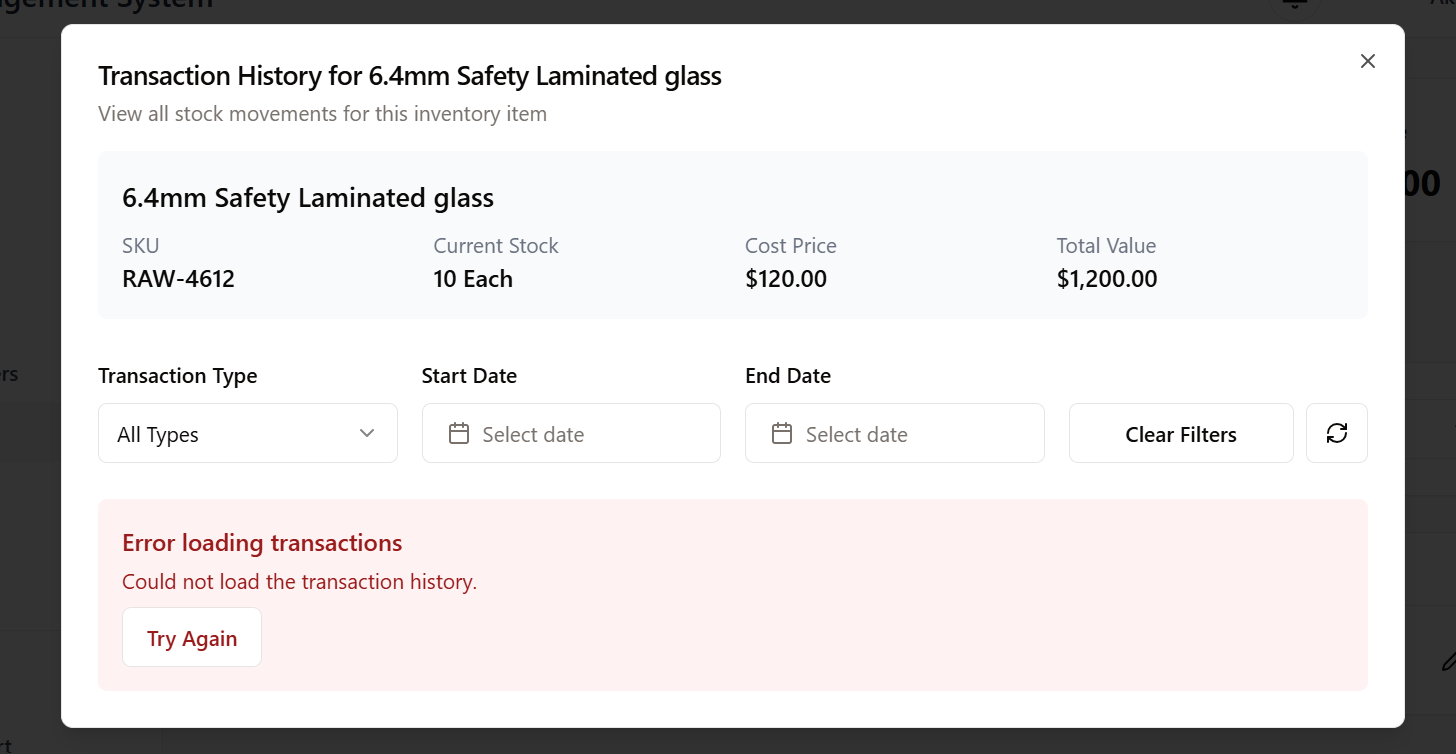 gement System
Transaction History for 6.4mm Safety Laminated glass
View all stock movements for this inventory item
6.4mm Safety Laminated glass
SKU Current Stock Cost Price Total Value
RAW-4612 10 Each $120.00 $1,200.00
00
Transaction Type Start Date End Date
ers
All Types Select date Select date Clear Filters
Error loading transactions
Could not load the transaction history.
Try Again
rt